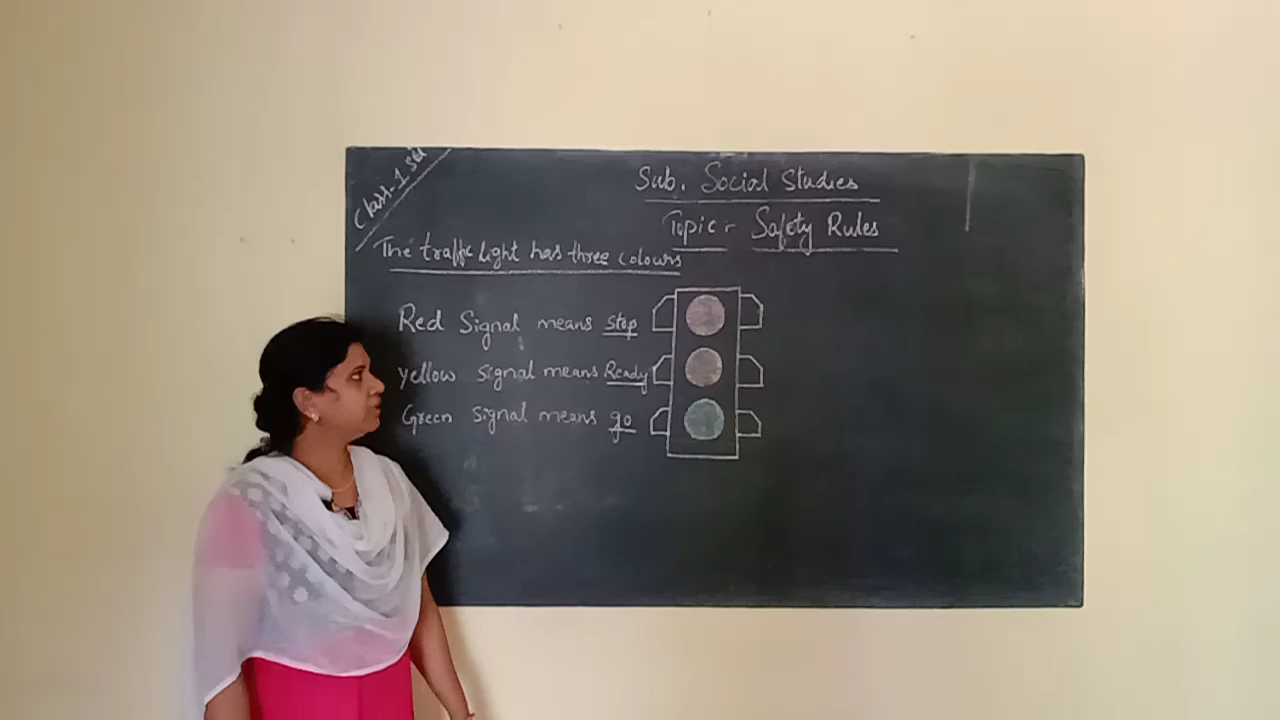 Class-1 std
Sub. Social Studies
Topic:- Safety Rules
The traffic light has three colours
Red Signal means stop
yellow signal means Ready
Green signal means go